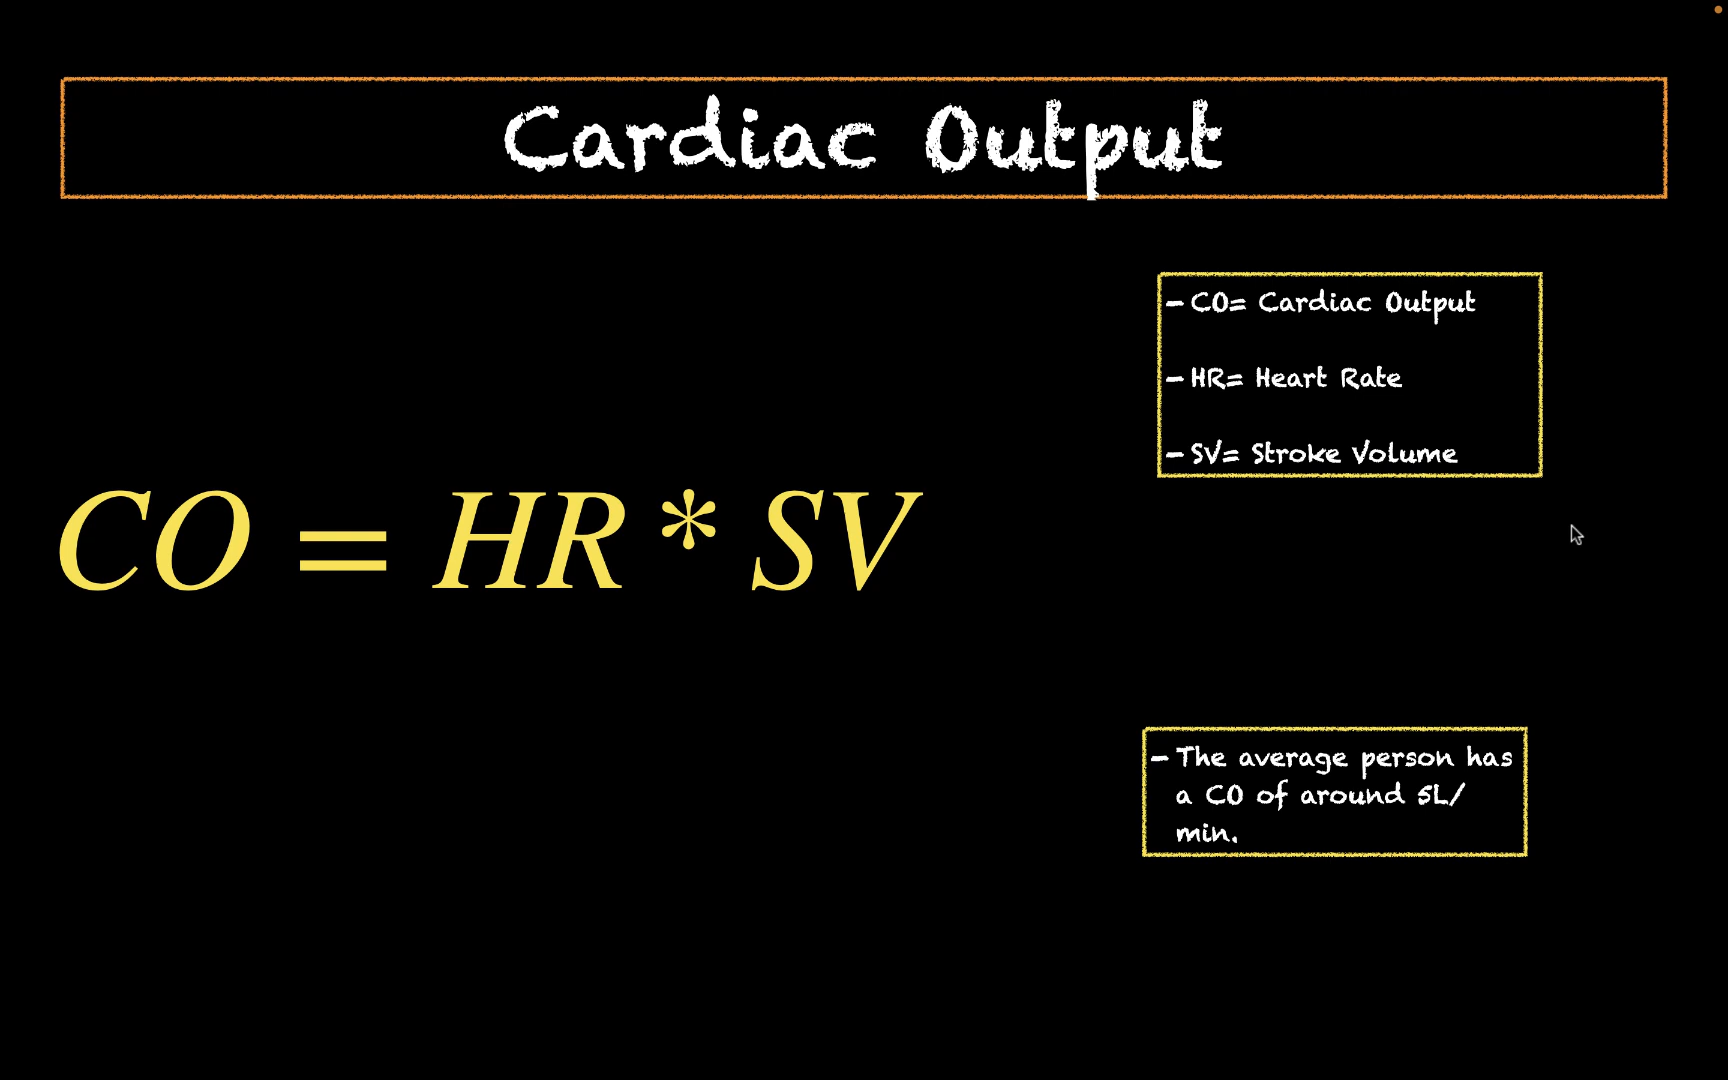 Cardiac Output
- CO= Cardiac Output
- HR= Heart Rate
- SV= Stroke Volume
CO = HR * SV
- The average person has
a CO of around 5L/
min.